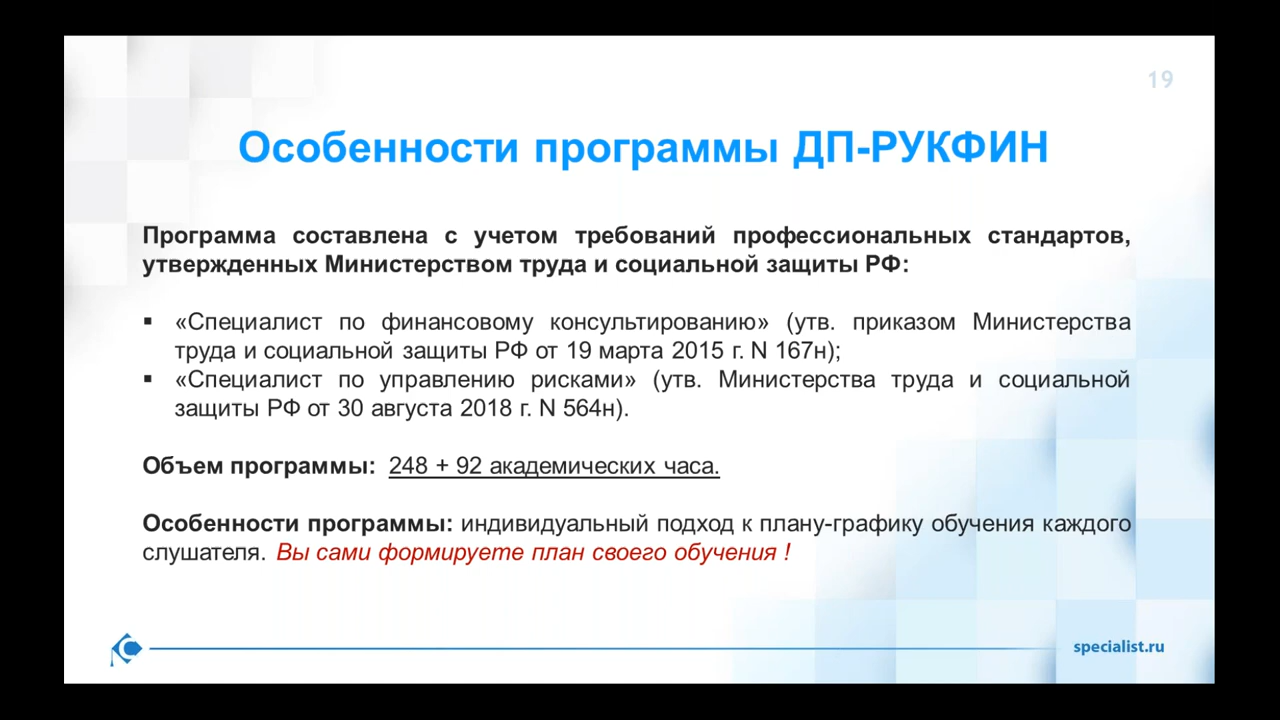 19
Особенности программы ДП-РУКФИН
Программа составлена с учетом требований профессиональных стандартов,
утвержденных Министерством труда и социальной защиты РФ:
▪ «Специалист по финансовому консультированию» (утв. приказом Министерства
труда и социальной защиты РФ от 19 марта 2015 г. N 167н);
▪ «Специалист по управлению рисками» (утв. Министерства труда и социальной
защиты РФ от 30 августа 2018 г. N 564н).
Объем программы: 248 + 92 академических часа.
Особенности программы: индивидуальный подход к плану-графику обучения каждого
слушателя. Вы сами формируете план своего обучения !
specialist.ru